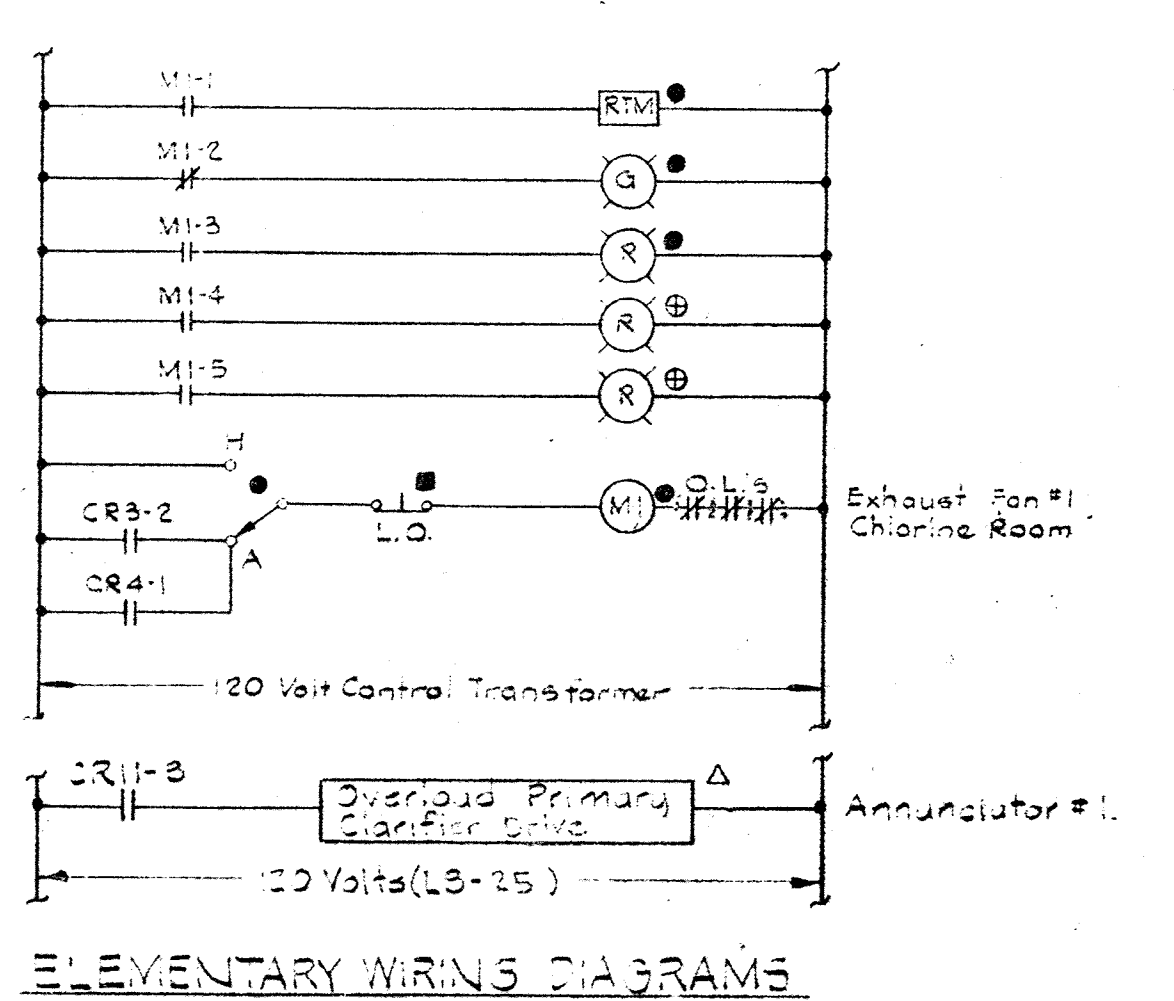 M1-1
RTM
M1-2
G
M1-3
R
M1-4
R
M1-5
R
H
CR3-2
A
L.O.
M1
O.L.'s
Exhaust Fan #1
Chlorine Room
CR4-1
120 Volt Control Transformer
CR11-3
Overload Primary
Clarifier Drive
Annunciator #1
120 Volts (L3-25)
ELEMENTARY WIRING DIAGRAMS